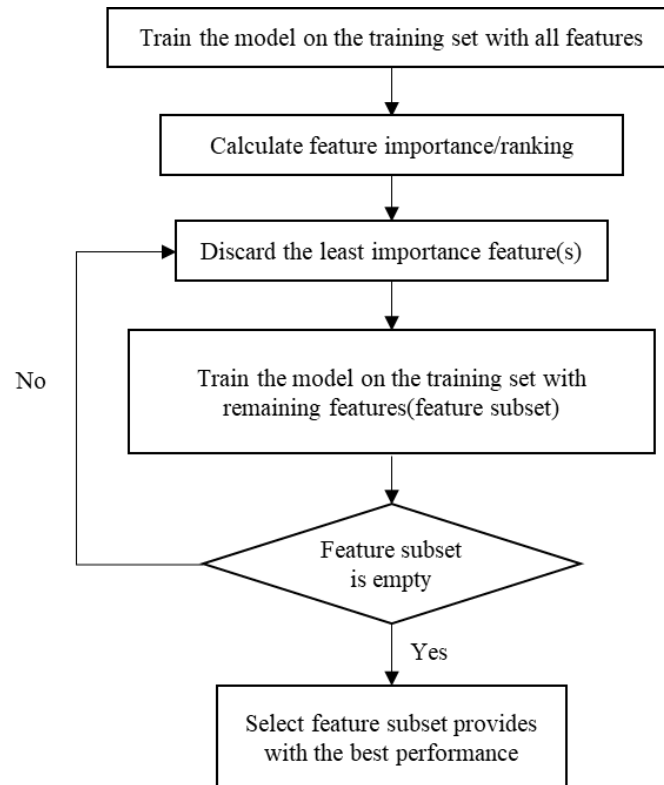 Train the model on the training set with all features
Calculate feature importance/ranking
Discard the least importance feature(s)
Train the model on the training set with
remaining features(feature subset)
No
Feature subset
is empty
Yes
Select feature subset provides
with the best performance